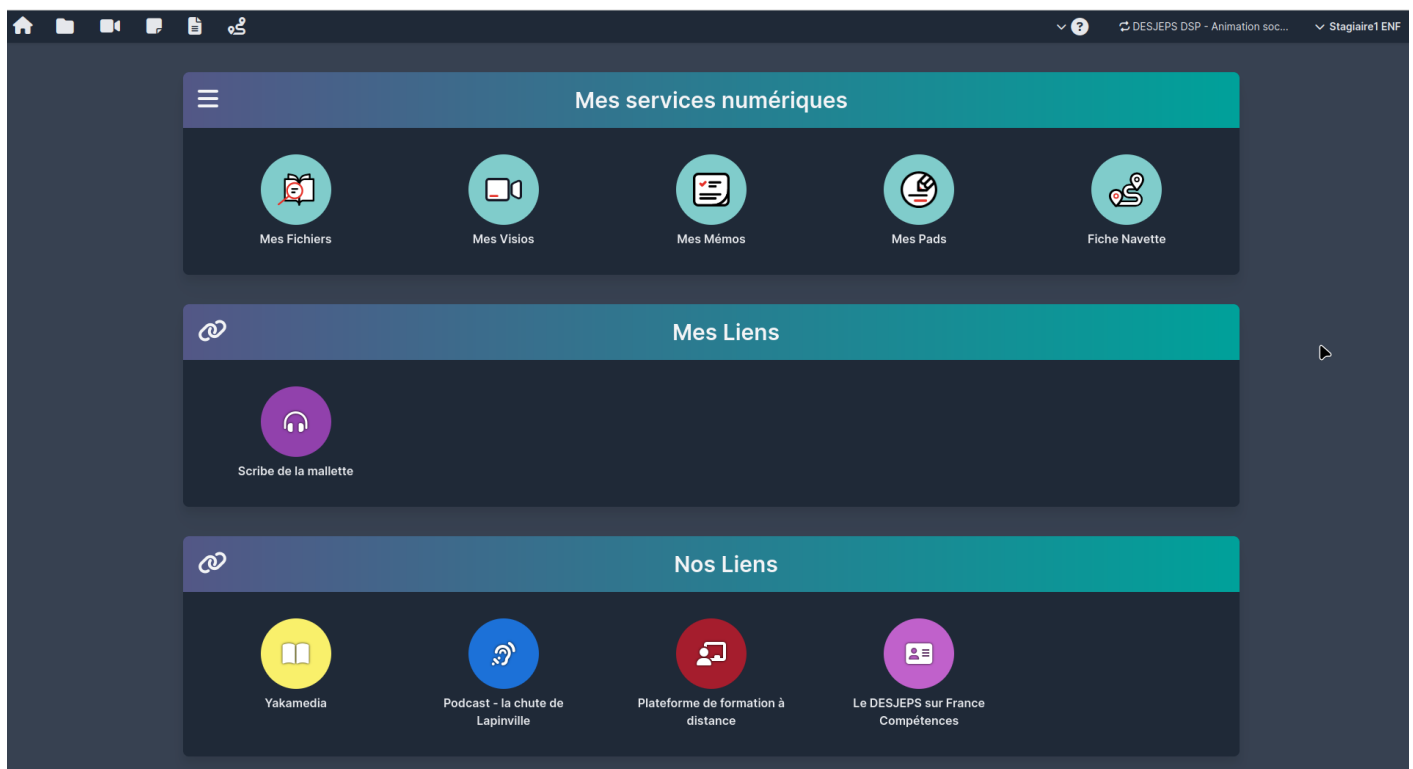 ? DESJEPS DSP - Animation soc... Stagiaire1 ENF
Mes services numériques
Mes Fichiers Mes Visios Mes Mémos Mes Pads Fiche Navette
Mes Liens
Scribe de la mallette
Nos Liens
Yakamedia Podcast - la chute de Plateforme de formation à Le DESJEPS sur France
Lapinville distance Compétences